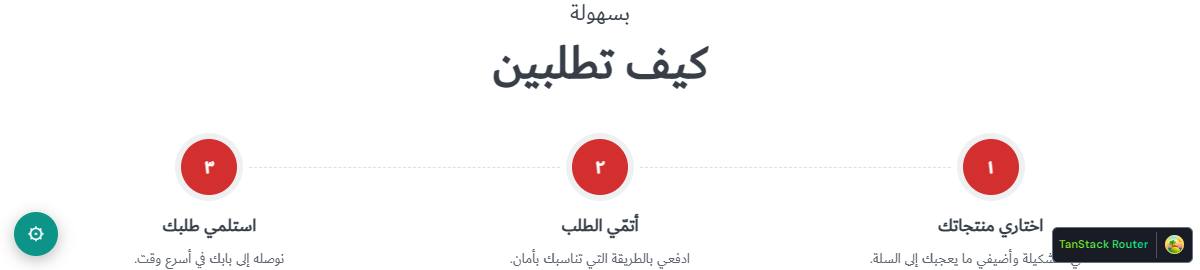 بسهولة
كيف تطلبين
١
٢
٣
اختاري منتجاتك
أتمّي الطلب
استلمي طلبك
تشكيلة وأضيفي ما يعجبك إلى السلة.
ادفعي بالطريقة التي تناسبك بأمان.
نوصله إلى بابك في أسرع وقت.
TanStack Router